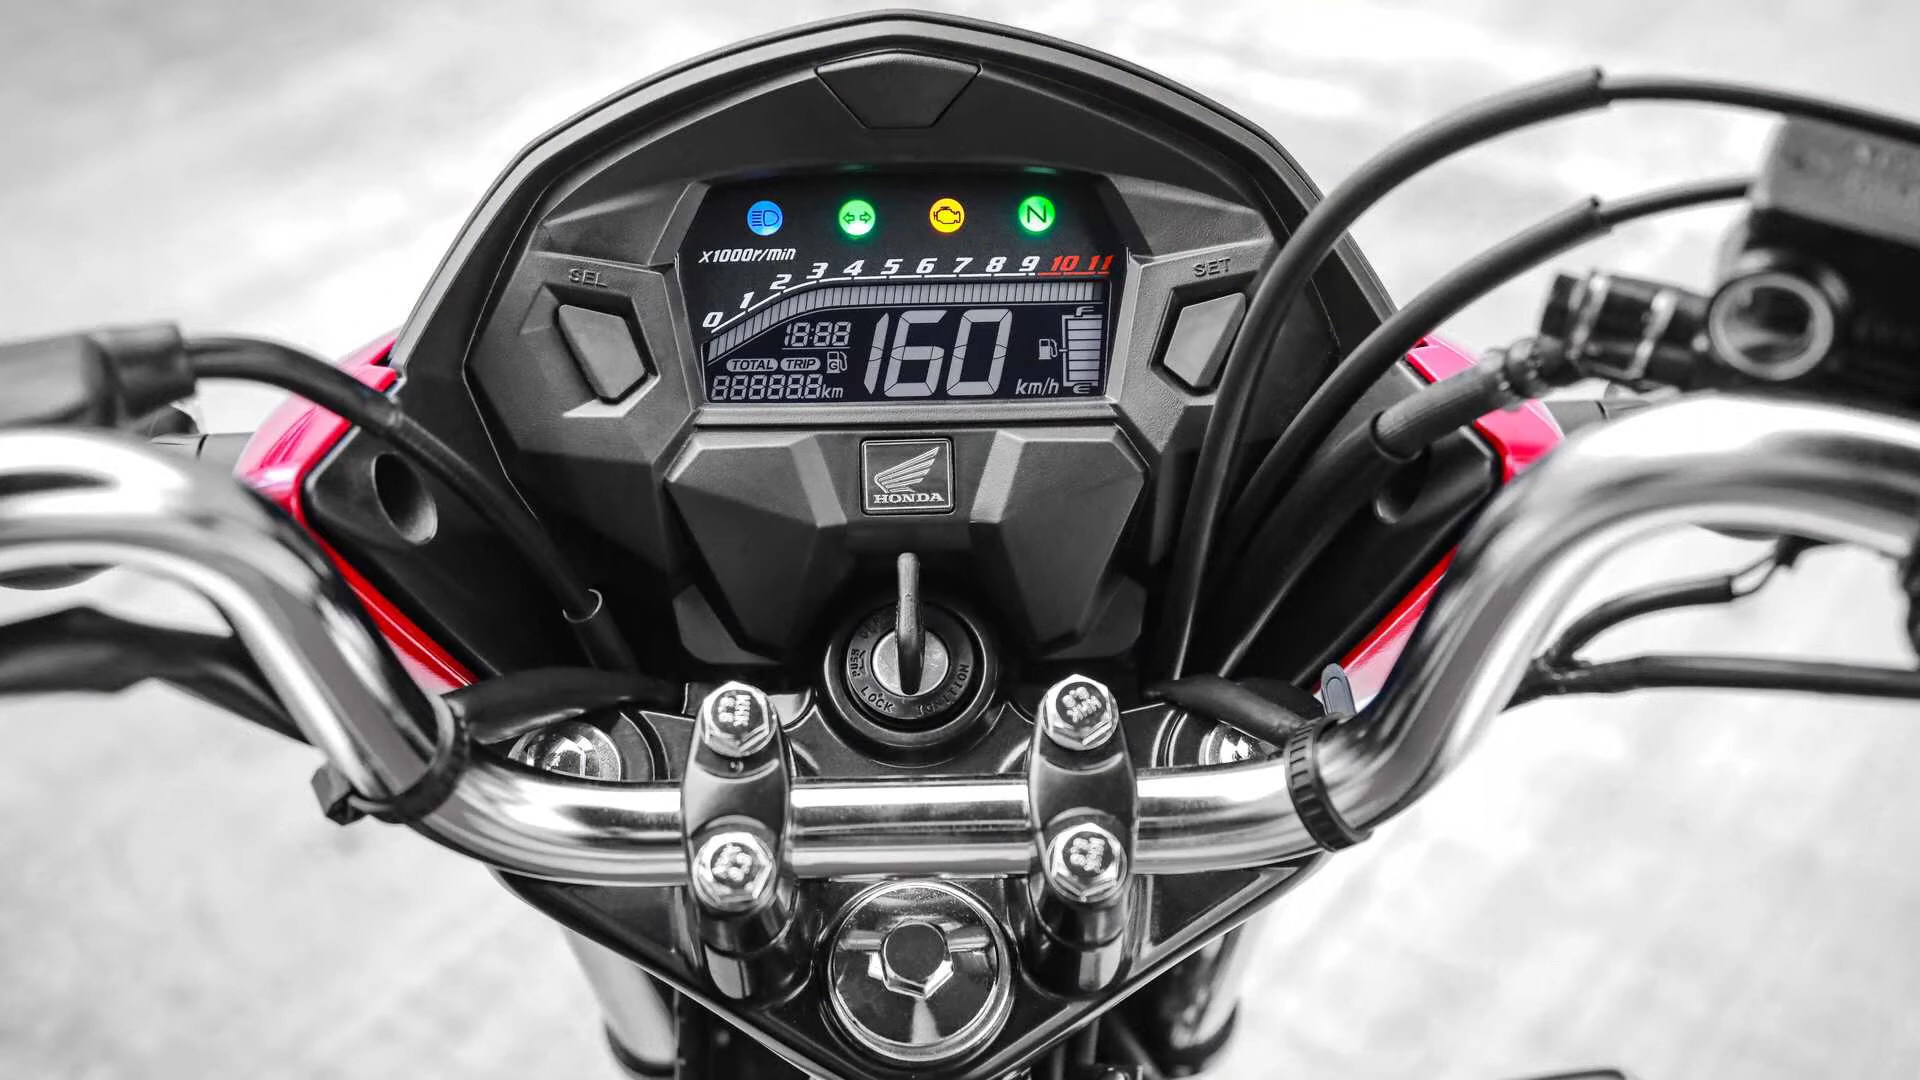 N
x1000r/min
0 1 2 3 4 5 6 7 8 9 10 11
SEL
SET
18:88
160
F
TOTAL TRIP G
888888.8km
km/h
E
HONDA
PUSH
LOCK
IGNITION